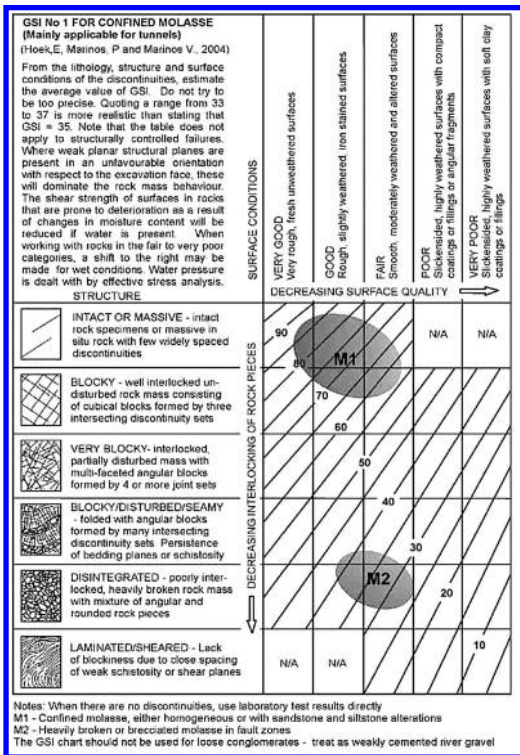 GSI No 1 FOR CONFINED MOLASSE
(Mainly applicable for tunnels)
(Hoek,E, Marinos, P and Marinos V., 2004)
From the lithology, structure and surface
conditions of the discontinuities, estimate
the average value of GSI. Do not try to
be too precise. Quoting a range from 33
to 37 is more realistic than stating that
GSI = 35. Note that the table does not
apply to structurally controlled failures.
Where weak planar structural planes are
present in an unfavourable orientation
with respect to the excavation face, these
will dominate the rock mass behaviour.
The shear strength of surfaces in rocks
that are prone to deterioration as a result
of changes in moisture content will be
reduced if water is present. When
working with rocks in the fair to very poor
categories, a shift to the right may be
made for wet conditions. Water pressure
is dealt with by effective stress analysis.
STRUCTURE
SURFACE CONDITIONS
VERY GOOD
Very rough, fresh unweathered surfaces
GOOD
Rough, slightly weathered, iron stained surfaces
FAIR
Smooth, moderately weathered and altered surfaces
POOR
Slickensided, highly weathered surfaces with compact
coatings or fillings or angular fragments
VERY POOR
Slickensided, highly weathered surfaces with soft clay
coatings or fillings
DECREASING SURFACE QUALITY
DECREASING INTERLOCKING OF ROCK PIECES
INTACT OR MASSIVE - intact
rock specimens or massive in
situ rock with few widely spaced
discontinuities
BLOCKY - well interlocked un-
disturbed rock mass consisting
of cubical blocks formed by three
intersecting discontinuity sets
VERY BLOCKY- interlocked,
partially disturbed mass with
multi-faceted angular blocks
formed by 4 or more joint sets
BLOCKY/DISTURBED/SEAMY
- folded with angular blocks
formed by many intersecting
discontinuity sets. Persistence
of bedding planes or schistosity
DISINTEGRATED - poorly inter-
locked, heavily broken rock mass
with mixture of angular and
rounded rock pieces
LAMINATED/SHEARED - Lack
of blockiness due to close spacing
of weak schistosity or shear planes
90
80
M1
70
60
50
40
30
M2
20
10
N/A
N/A
N/A
N/A
Notes: When there are no discontinuities, use laboratory test results directly
M1 - Confined molasse, either homogeneous or with sandstone and siltstone alterations
M2 - Heavily broken or brecciated molasse in fault zones
The GSI chart should not be used for loose conglomerates - treat as weakly cemented river gravel